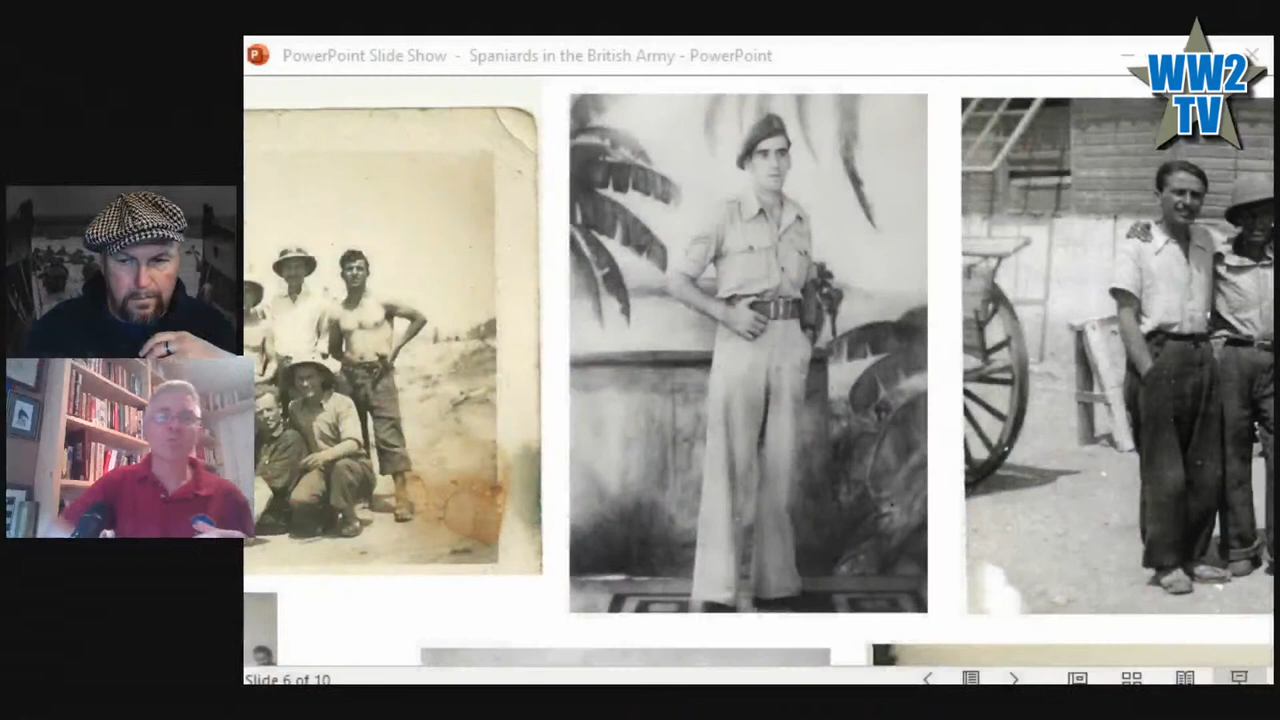 PowerPoint Slide Show - Spaniards in the British Army - PowerPoint
WW2
TV
Slide 6 of 10